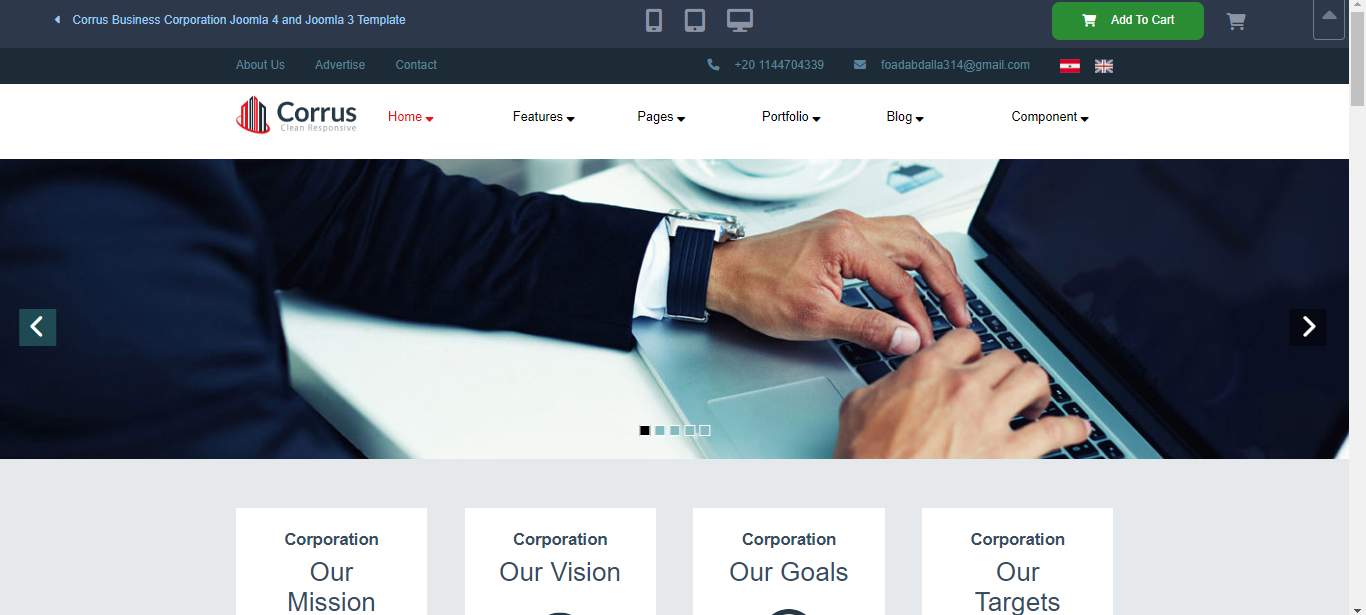 Corrus Business Corporation Joomla 4 and Joomla 3 Template
Add To Cart
About Us
Advertise
Contact
+20 1144704339
foadabdalla314@gmail.com
Corrus
Clean Responsive
Home
Features
Pages
Portfolio
Blog
Component
Corporation
Our
Mission
Corporation
Our Vision
Corporation
Our Goals
Corporation
Our
Targets